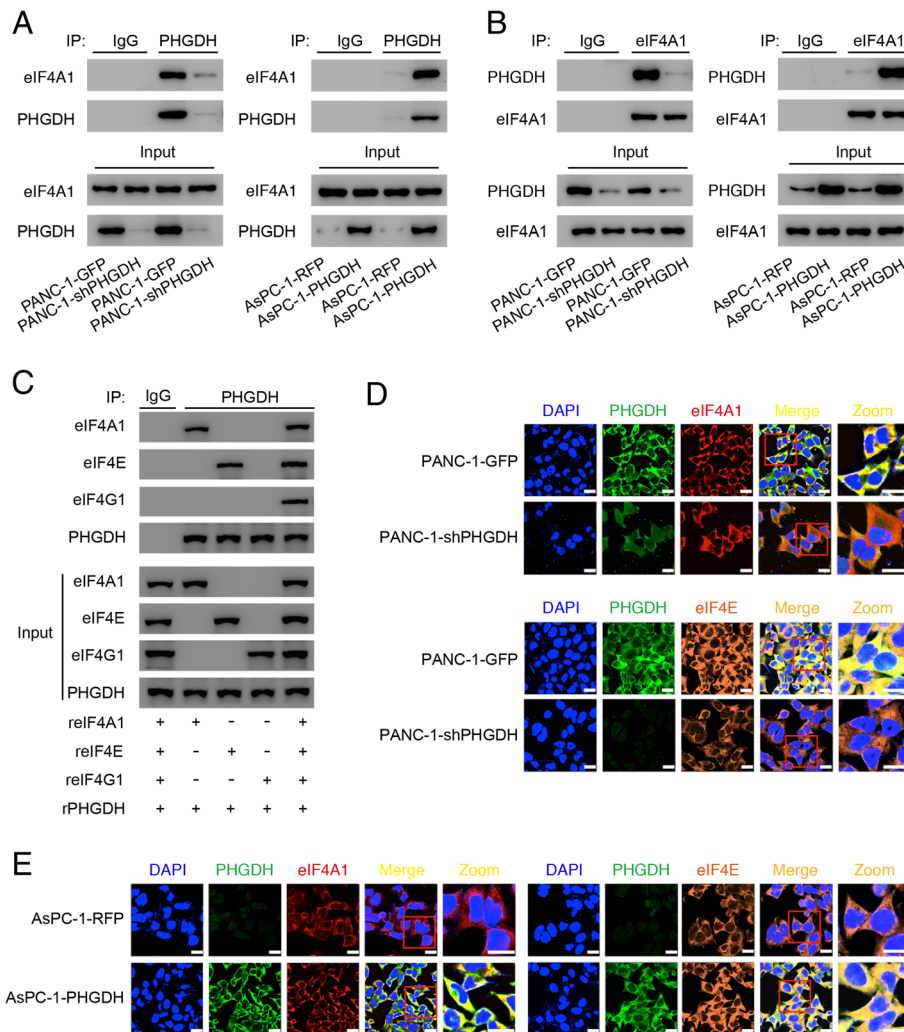 A
IP: IgG PHGDH
eIF4A1
PHGDH
Input
eIF4A1
PHGDH
PANC-1-GFP
PANC-1-shPHGDH
PANC-1-GFP
PANC-1-shPHGDH
IP: IgG PHGDH
eIF4A1
PHGDH
Input
eIF4A1
PHGDH
AsPC-1-RFP
AsPC-1-PHGDH
AsPC-1-RFP
AsPC-1-PHGDH
B
IP: IgG eIF4A1
PHGDH
eIF4A1
Input
PHGDH
eIF4A1
PANC-1-GFP
PANC-1-shPHGDH
PANC-1-GFP
PANC-1-shPHGDH
IP: IgG eIF4A1
PHGDH
eIF4A1
Input
PHGDH
eIF4A1
AsPC-1-RFP
AsPC-1-PHGDH
AsPC-1-RFP
AsPC-1-PHGDH
C
IP: IgG PHGDH
eIF4A1
eIF4E
eIF4G1
PHGDH
Input
eIF4A1
eIF4E
eIF4G1
PHGDH
reIF4A1 + + - - +
reIF4E + - + - +
reIF4G1 + - - + +
rPHGDH + + + + +
D
DAPI PHGDH eIF4A1 Merge Zoom
PANC-1-GFP
PANC-1-shPHGDH
DAPI PHGDH eIF4E Merge Zoom
PANC-1-GFP
PANC-1-shPHGDH
E
DAPI PHGDH eIF4A1 Merge Zoom DAPI PHGDH eIF4E Merge Zoom
AsPC-1-RFP
AsPC-1-PHGDH